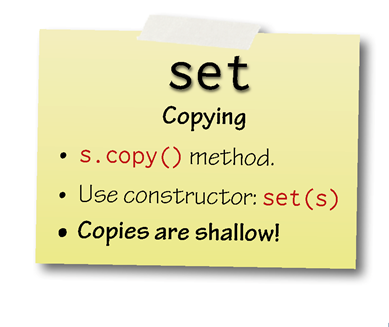 set
Copying
• s.copy() method.
• Use constructor: set(s)
• Copies are shallow!